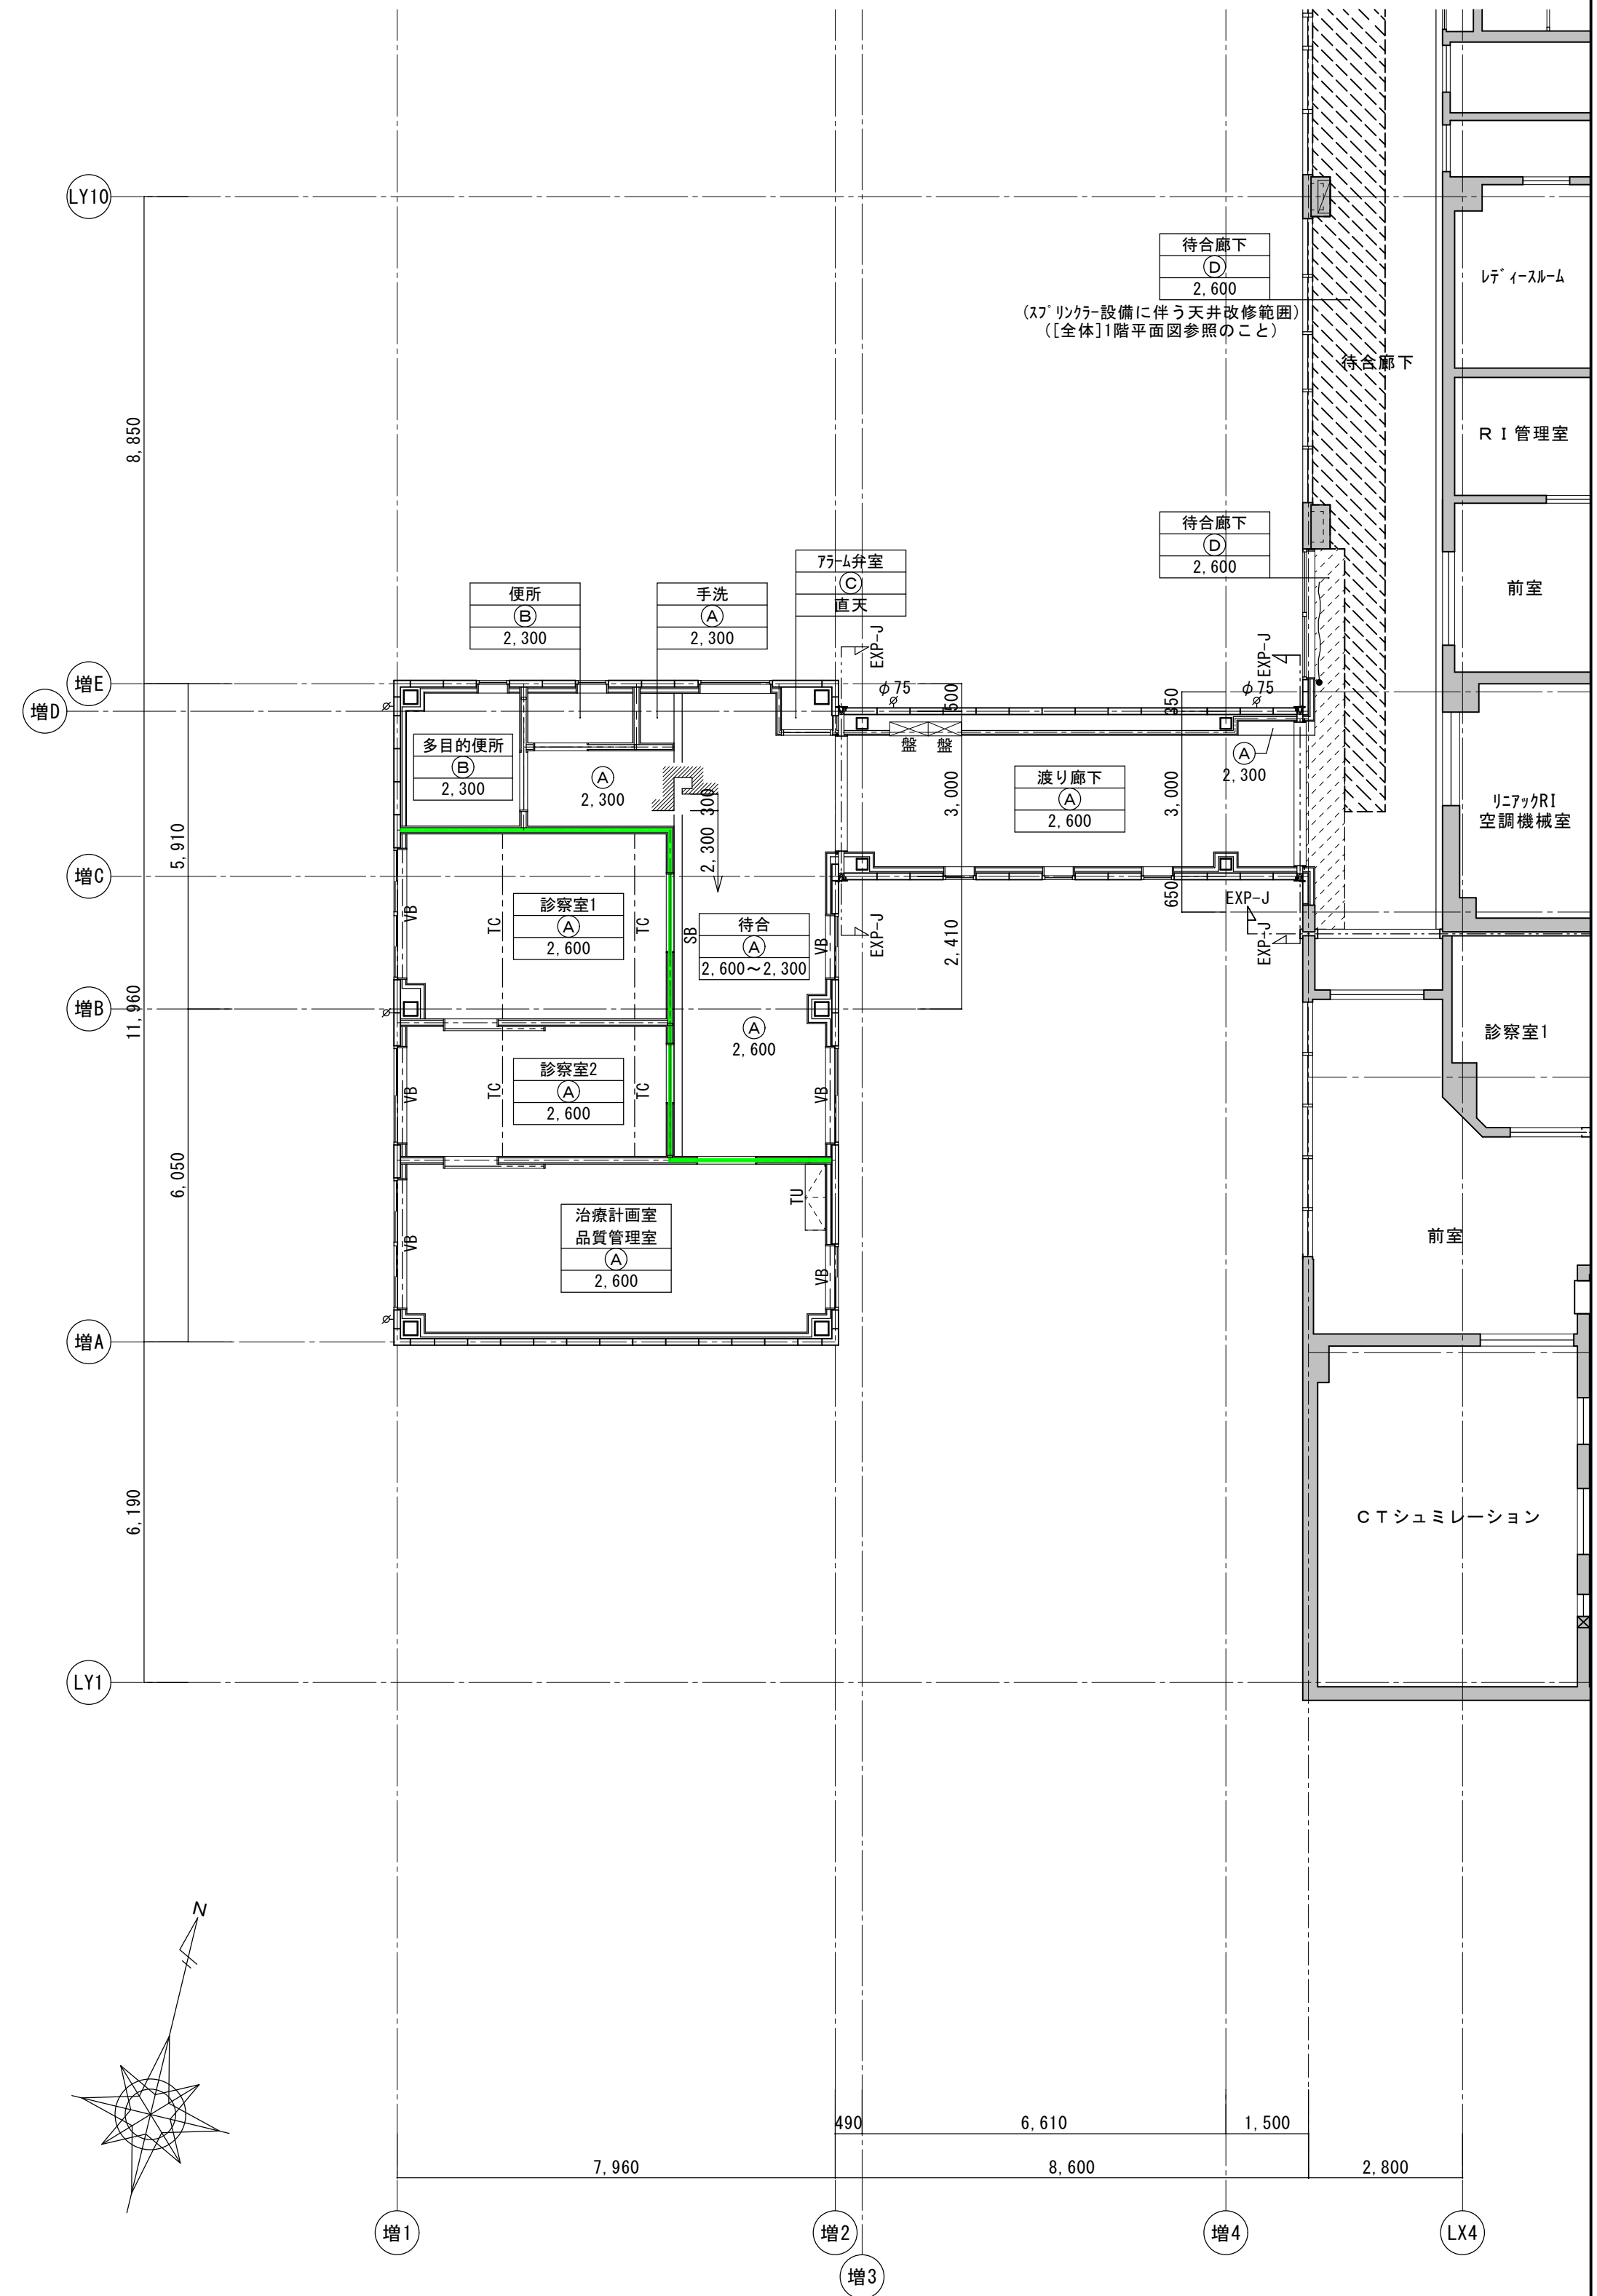 LY10
待合廊下
D
2,600
(ｽﾌﾟﾘﾝｸﾗｰ設備に伴う天井改修範囲)
([全体]1階平面図参照のこと)
待合廊下
ﾚﾃﾞｨｰｽﾙｰﾑ
8,850
ＲＩ管理室
待合廊下
D
2,600
前室
便所
B
2,300
手洗
A
2,300
ｱﾗｰﾑ弁室
C
直天
EXP-J
EXP-J
増E
増D
φ75
500
350
φ75
多目的便所
B
2,300
A
2,300
盤
盤
A
2,300
渡り廊下
A
2,600
3,000
3,000
ﾘﾆｱｯｸRI
空調機械室
300
2,300
5,910
増C
650
診察室1
A
2,600
VB
TC
TC
SB
待合
A
2,600～2,300
VB
EXP-J
2,410
EXP-J
EXP-J
11,960
増B
A
2,600
診察室1
診察室2
A
2,600
VB
TC
TC
VB
6,050
TU
治療計画室
品質管理室
A
2,600
VB
VB
前室
増A
6,190
ＣＴシュミレーション
LY1
N
490
6,610
1,500
7,960
8,600
2,800
増1
増2
増4
LX4
増3